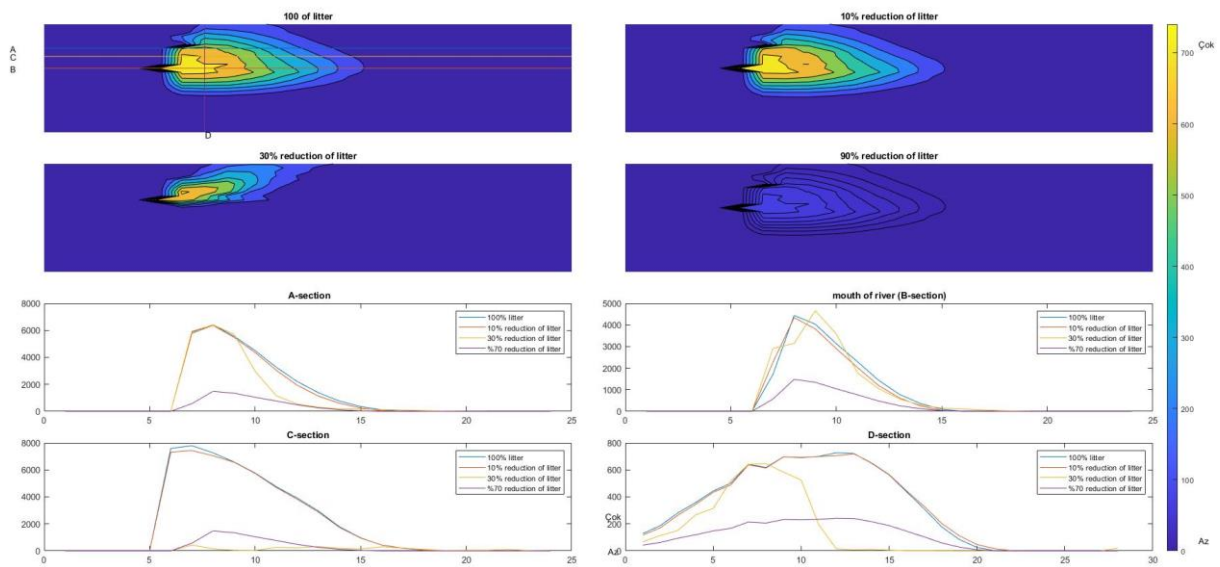 100 of litter
10% reduction of litter
A
C
B
D
700
600
500
400
300
200
100
0
Çok
Az
30% reduction of litter
90% reduction of litter
A-section
8000
6000
4000
2000
0
0 5 10 15 20 25
100% litter
10% reduction of litter
30% reduction of litter
%70 reduction of litter
mouth of river (B-section)
5000
4000
3000
2000
1000
0
0 5 10 15 20 25
100% litter
10% reduction of litter
30% reduction of litter
%70 reduction of litter
C-section
8000
6000
4000
2000
0
0 5 10 15 20 25
100% litter
10% reduction of litter
30% reduction of litter
%70 reduction of litter
D-section
800
600
400
200
0
Çok
Az
0 5 10 15 20 25 30
100% litter
10% reduction of litter
30% reduction of litter
%70 reduction of litter